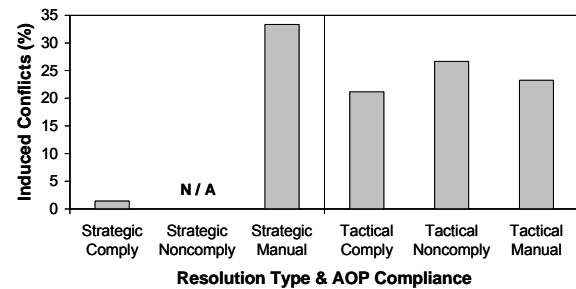 Induced Conflicts (%)
35
30
25
20
15
10
5
0
N / A
Strategic Comply
Strategic Noncomply
Strategic Manual
Tactical Comply
Tactical Noncomply
Tactical Manual
Resolution Type & AOP Compliance